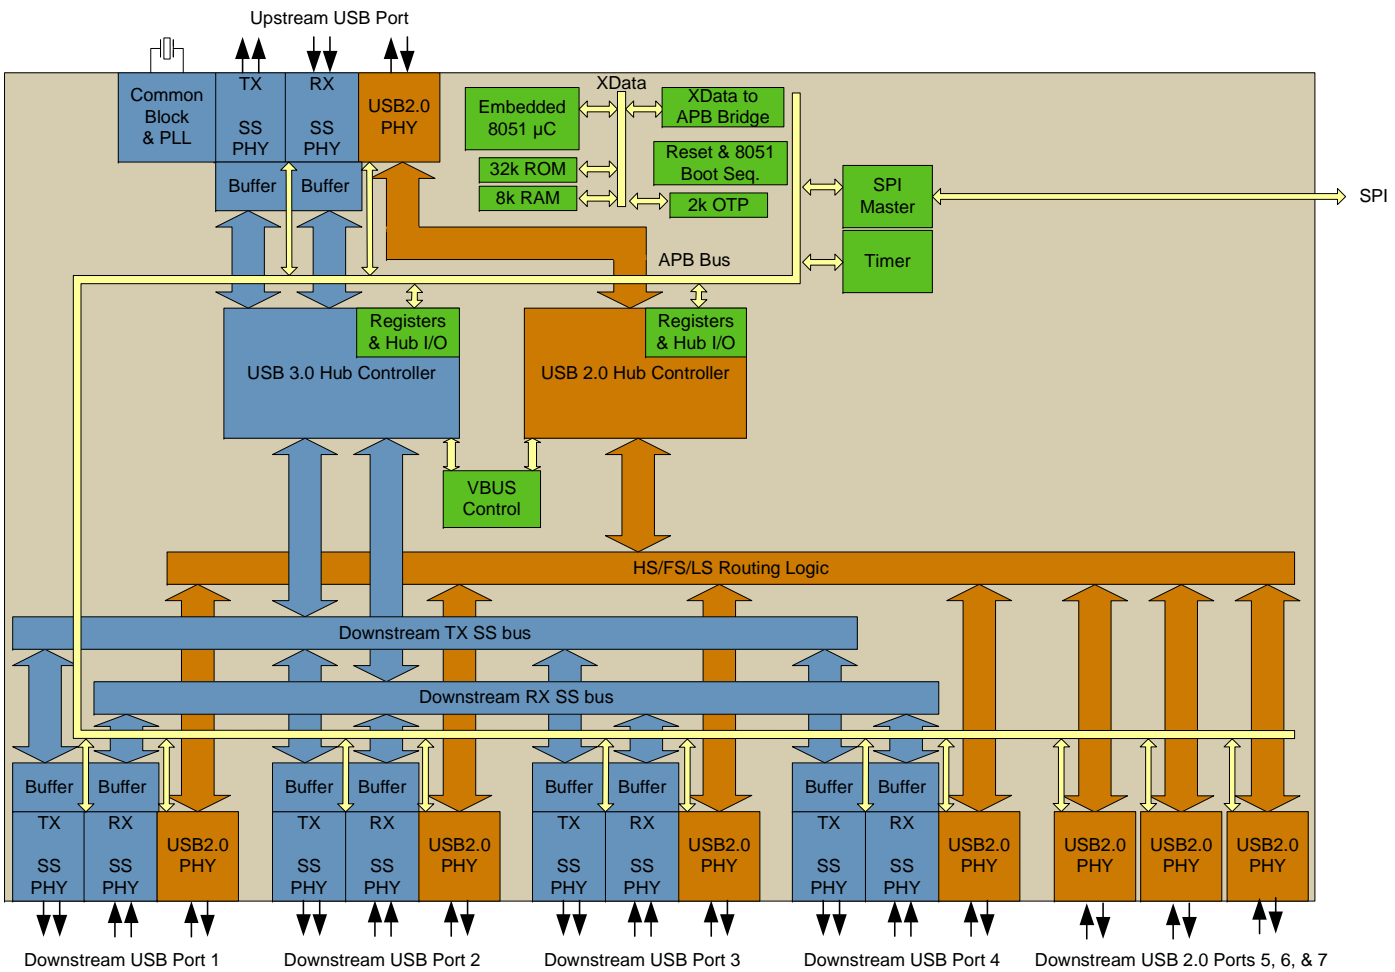 Upstream USB Port
Common
Block
& PLL
TX
SS
PHY
RX
SS
PHY
USB2.0
PHY
Buffer
Buffer
XData
Embedded
8051 µC
XData to
APB Bridge
32k ROM
Reset & 8051
Boot Seq.
8k RAM
2k OTP
SPI
Master
SPI
Timer
APB Bus
Registers
& Hub I/O
USB 3.0 Hub Controller
Registers
& Hub I/O
USB 2.0 Hub Controller
VBUS
Control
HS/FS/LS Routing Logic
Downstream TX SS bus
Downstream RX SS bus
Buffer
Buffer
TX
SS
PHY
RX
SS
PHY
USB2.0
PHY
Buffer
Buffer
TX
SS
PHY
RX
SS
PHY
USB2.0
PHY
Buffer
Buffer
TX
SS
PHY
RX
SS
PHY
USB2.0
PHY
Buffer
Buffer
TX
SS
PHY
RX
SS
PHY
USB2.0
PHY
USB2.0
PHY
USB2.0
PHY
USB2.0
PHY
Downstream USB Port 1
Downstream USB Port 2
Downstream USB Port 3
Downstream USB Port 4
Downstream USB 2.0 Ports 5, 6, & 7